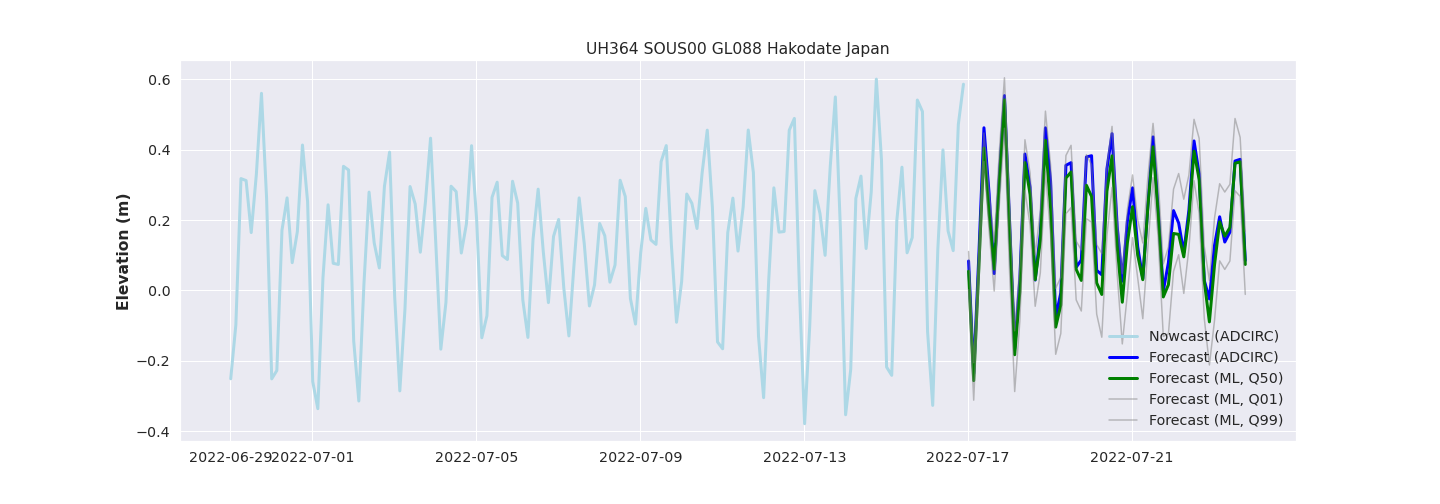 UH364 SOUS00 GL088 Hakodate Japan
Elevation (m)
0.6
0.4
0.2
0.0
−0.2
−0.4
2022-06-29
2022-07-01
2022-07-05
2022-07-09
2022-07-13
2022-07-17
2022-07-21
Nowcast (ADCIRC)
Forecast (ADCIRC)
Forecast (ML, Q50)
Forecast (ML, Q01)
Forecast (ML, Q99)